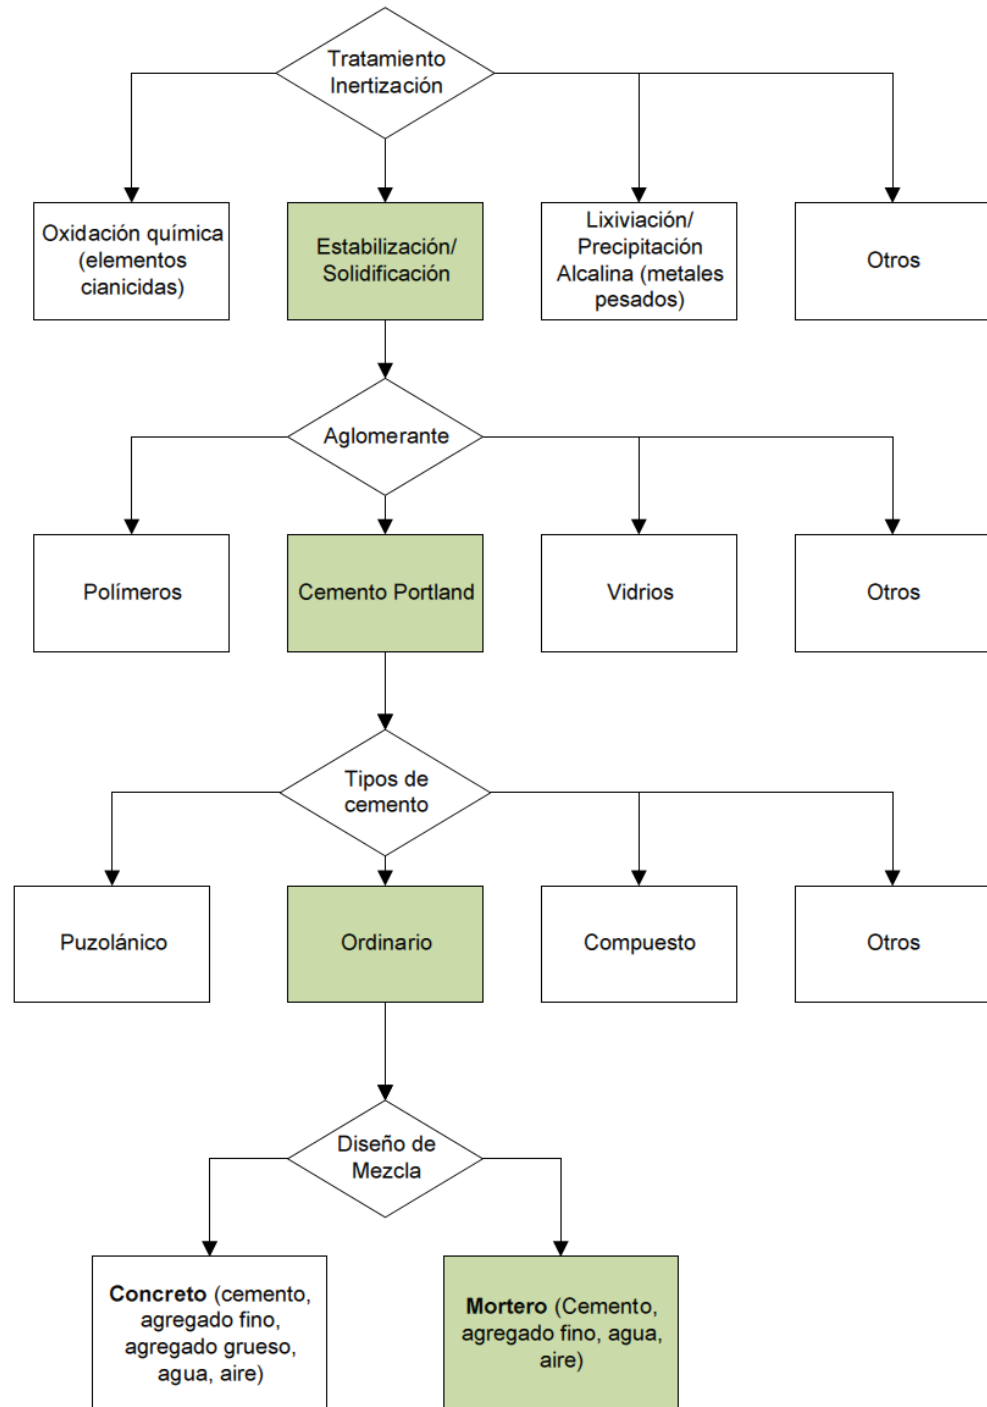 Tratamiento
Inertización
Oxidación química
(elementos
cianicidas)
Estabilización/
Solidificación
Lixiviación/
Precipitación
Alcalina (metales
pesados)
Otros
Aglomerante
Polímeros
Cemento Portland
Vidrios
Otros
Tipos de
cemento
Puzolánico
Ordinario
Compuesto
Otros
Diseño de
Mezcla
Concreto (cemento,
agregado fino,
agregado grueso,
agua, aire)
Mortero (Cemento,
agregado fino, agua,
aire)